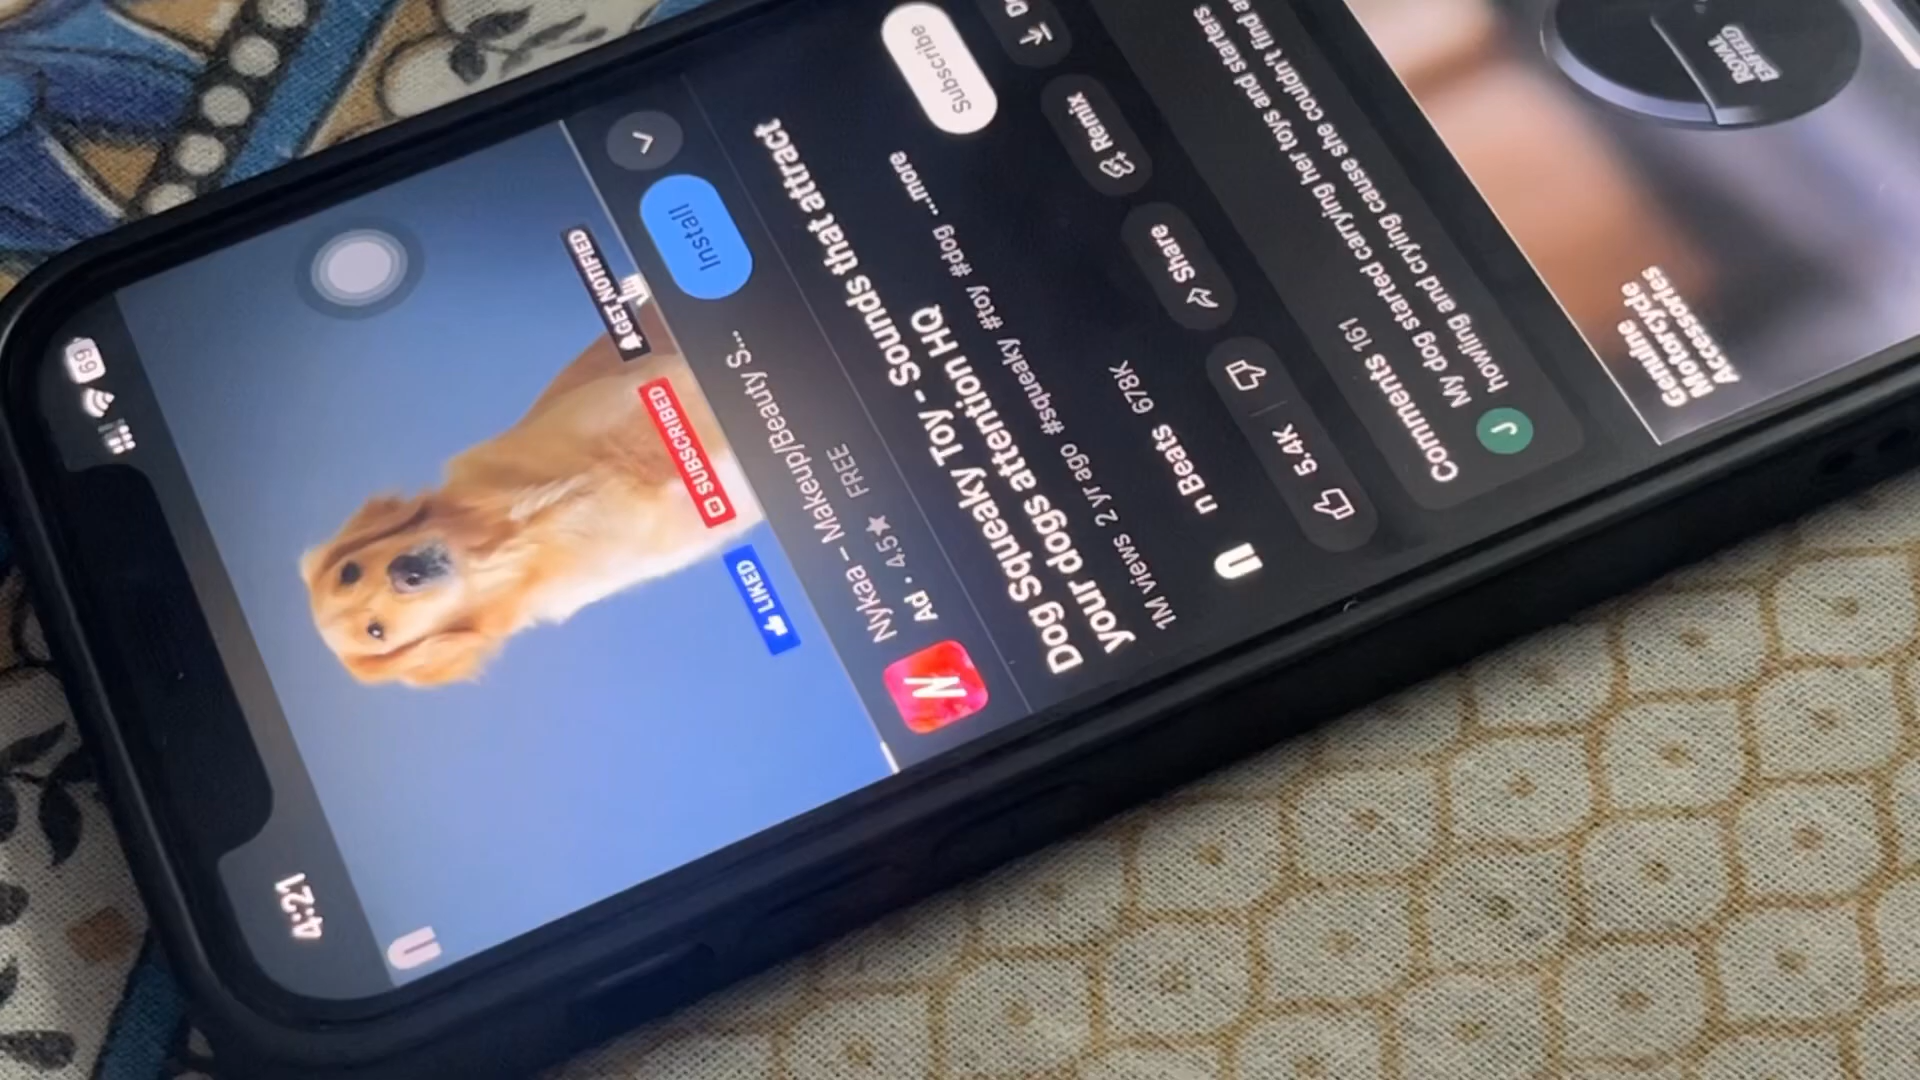 4:21
69
n
LIKED
SUBSCRIBED
GET NOTIFIED
Nykaa – Makeup/Beauty S...
Ad • 4.5★ FREE
Install
N
Dog Squeaky Toy - Sounds that attract
your doggs attention HQ
1M views 2 yr ago #squeaky #toy #dog ...more
n
n Beats 678K
Subscribe
5.4K
Share
Remix
Comments 161
J
My dog started carrying her toys and starters
howling and crying cause she couldn't find
Genuine
Motorcycle
Accessories
ROYAL
ENFIELD